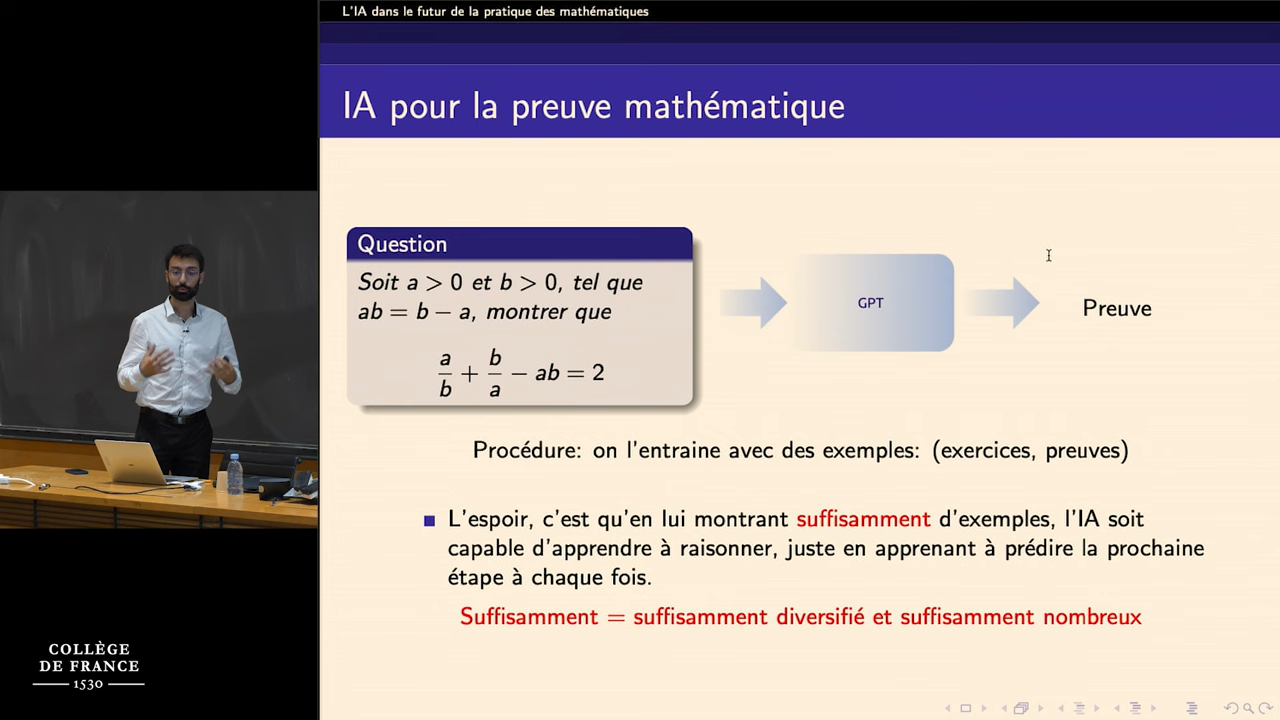 L'IA dans le futur de la pratique des mathématiques
IA pour la preuve mathématique
Question
Soit a > 0 et b > 0, tel que
ab = b − a, montrer que
a/b + b/a − ab = 2
GPT
Preuve
Procédure: on l'entraine avec des exemples: (exercices, preuves)
L'espoir, c'est qu'en lui montrant suffisamment d'exemples, l'IA soit
capable d'apprendre à raisonner, juste en apprenant à prédire la prochaine
étape à chaque fois.
Suffisamment = suffisamment diversifié et suffisamment nombreux
COLLÈGE
DE FRANCE
1530